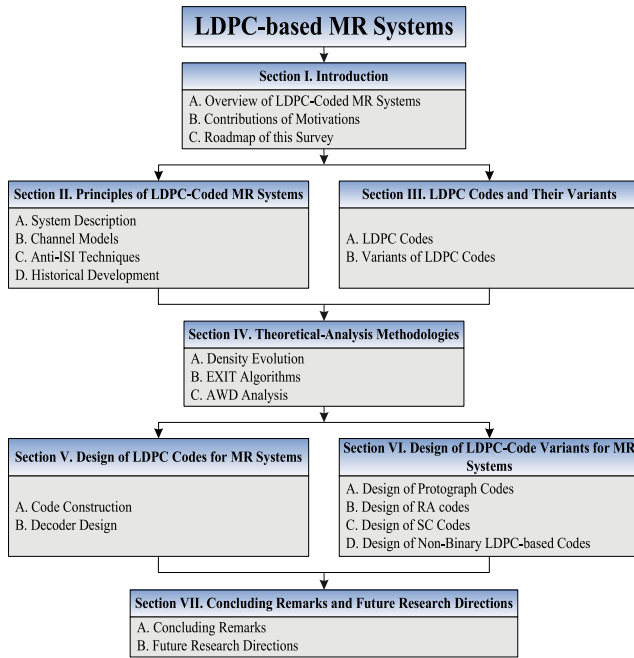 LDPC-based MR Systems
Section I. Introduction
A. Overview of LDPC-Coded MR Systems
B. Contributions of Motivations
C. Roadmap of this Survey
Section II. Principles of LDPC-Coded MR Systems
A. System Description
B. Channel Models
C. Anti-ISI Techniques
D. Historical Development
Section III. LDPC Codes and Their Variants
A. LDPC Codes
B. Variants of LDPC Codes
Section IV. Theoretical-Analysis Methodologies
A. Density Evolution
B. EXIT Algorithms
C. AWD Analysis
Section V. Design of LDPC Codes for MR Systems
A. Code Construction
B. Decoder Design
Section VI. Design of LDPC-Code Variants for MR
Systems
A. Design of Protograph Codes
B. Design of RA codes
C. Design of SC Codes
D. Design of Non-Binary LDPC-based Codes
Section VII. Concluding Remarks and Future Research Directions
A. Concluding Remarks
B. Future Research Directions